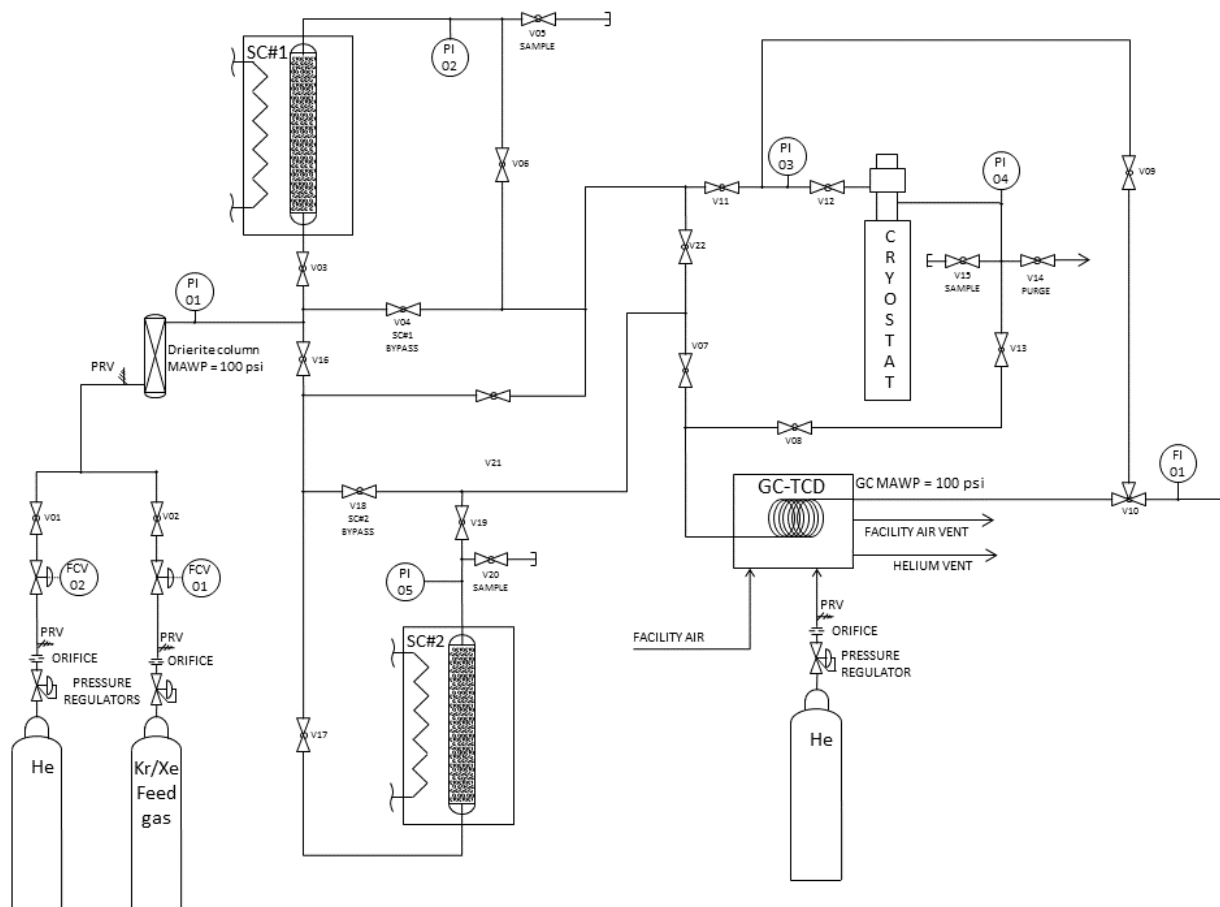 SC#1
PI
02
V05
SAMPLE
V06
V03
PI
01
V04
SC#1
BYPASS
Drierite column
MAWP = 100 psi
PRV
V16
V21
V18
SC#2
BYPASS
V19
V20
SAMPLE
PI
05
SC#2
V17
V01
V02
FCV
02
FCV
01
PRV
PRV
ORIFICE
ORIFICE
PRESSURE
REGULATORS
He
Kr/Xe
Feed
gas
V11
PI
03
V12
PI
04
V09
V22
CRYOSTAT
V15
SAMPLE
V14
PURGE
V07
V13
V08
GC-TCD
GC MAWP = 100 psi
FI
01
V10
FACILITY AIR VENT
HELIUM VENT
FACILITY AIR
PRV
ORIFICE
PRESSURE
REGULATOR
He